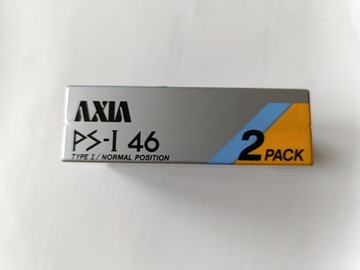 AXIA
PS-I 46
TYPE I / NORMAL POSITION
2 PACK